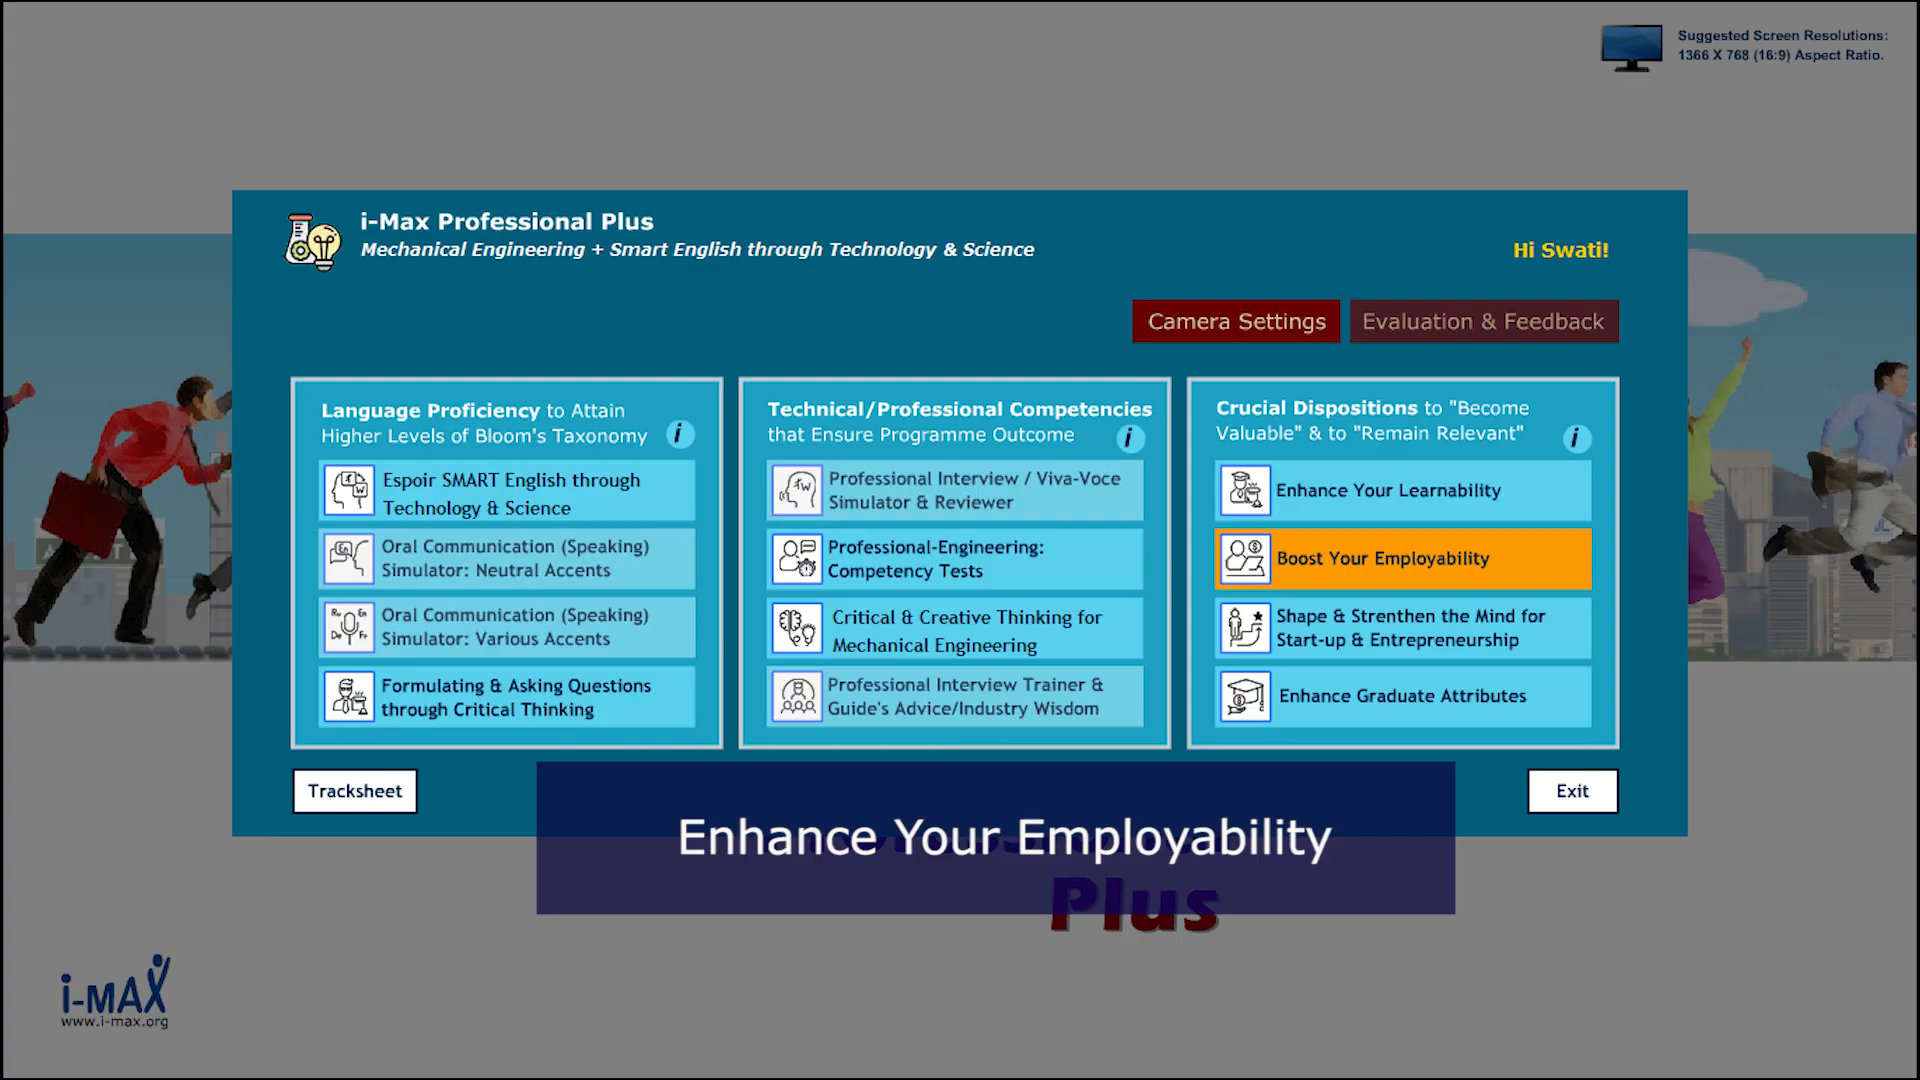 Suggested Screen Resolutions:
1366 X 768 (16:9) Aspect Ratio.
i-Max Professional Plus
Mechanical Engineering + Smart English through Technology & Science
Hi Swati!
Camera Settings
Evaluation & Feedback
Language Proficiency to Attain
Higher Levels of Bloom's Taxonomy
i
Espoir SMART English through
Technology & Science
Oral Communication (Speaking)
Simulator: Neutral Accents
Oral Communication (Speaking)
Simulator: Various Accents
Formulating & Asking Questions
through Critical Thinking
Technical/Professional Competencies
that Ensure Programme Outcome
i
Professional Interview / Viva-Voce
Simulator & Reviewer
Professional-Engineering:
Competency Tests
Critical & Creative Thinking for
Mechanical Engineering
Professional Interview Trainer &
Guide's Advice/Industry Wisdom
Crucial Dispositions to "Become
Valuable" & to "Remain Relevant"
i
Enhance Your Learnability
Boost Your Employability
Shape & Strenthen the Mind for
Start-up & Entrepreneurship
Enhance Graduate Attributes
Tracksheet
Exit
Enhance Your Employability
Plus
i-MAX
www.i-max.org